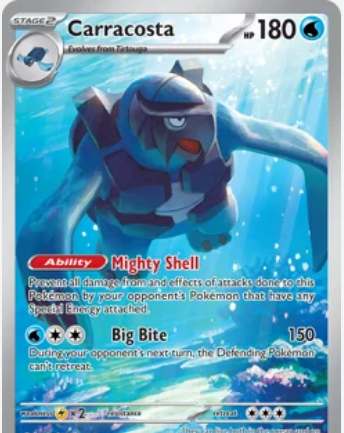 STAGE 2 Carracosta HP 180
Evolves from Tirtouga
Ability Mighty Shell
Prevent all damage from and effects of attacks done to this
Pokémon by your opponent's Pokémon that have any
Special Energy attached.
Big Bite 150
During your opponent's next turn, the Defending Pokémon
can't retreat.
weakness ×2 resistance retreat